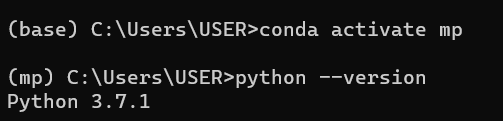 (base) C:\Users\USER>conda activate mp
(mp) C:\Users\USER>python --version
Python 3.7.1